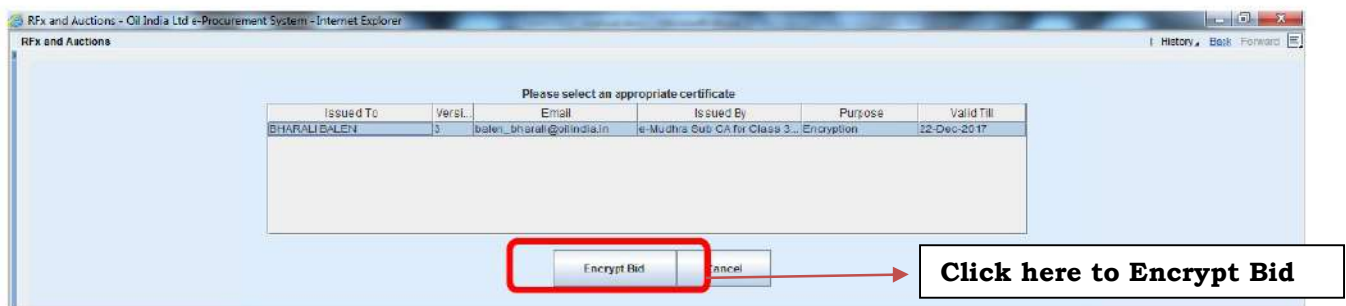 RFx and Auctions - Oil India Ltd e-Procurement System - Internet Explorer
RFx and Auctions
History Back Forward
Please select an appropriate certificate
Issued To Versi... Email Issued By Purpose Valid Till
BHARALI BALEN 3 balen_bharali@oilindia.in e-Mudhra Sub CA for Class 3... Encryption 22-Dec-2017
Encrypt Bid Cancel
Click here to Encrypt Bid